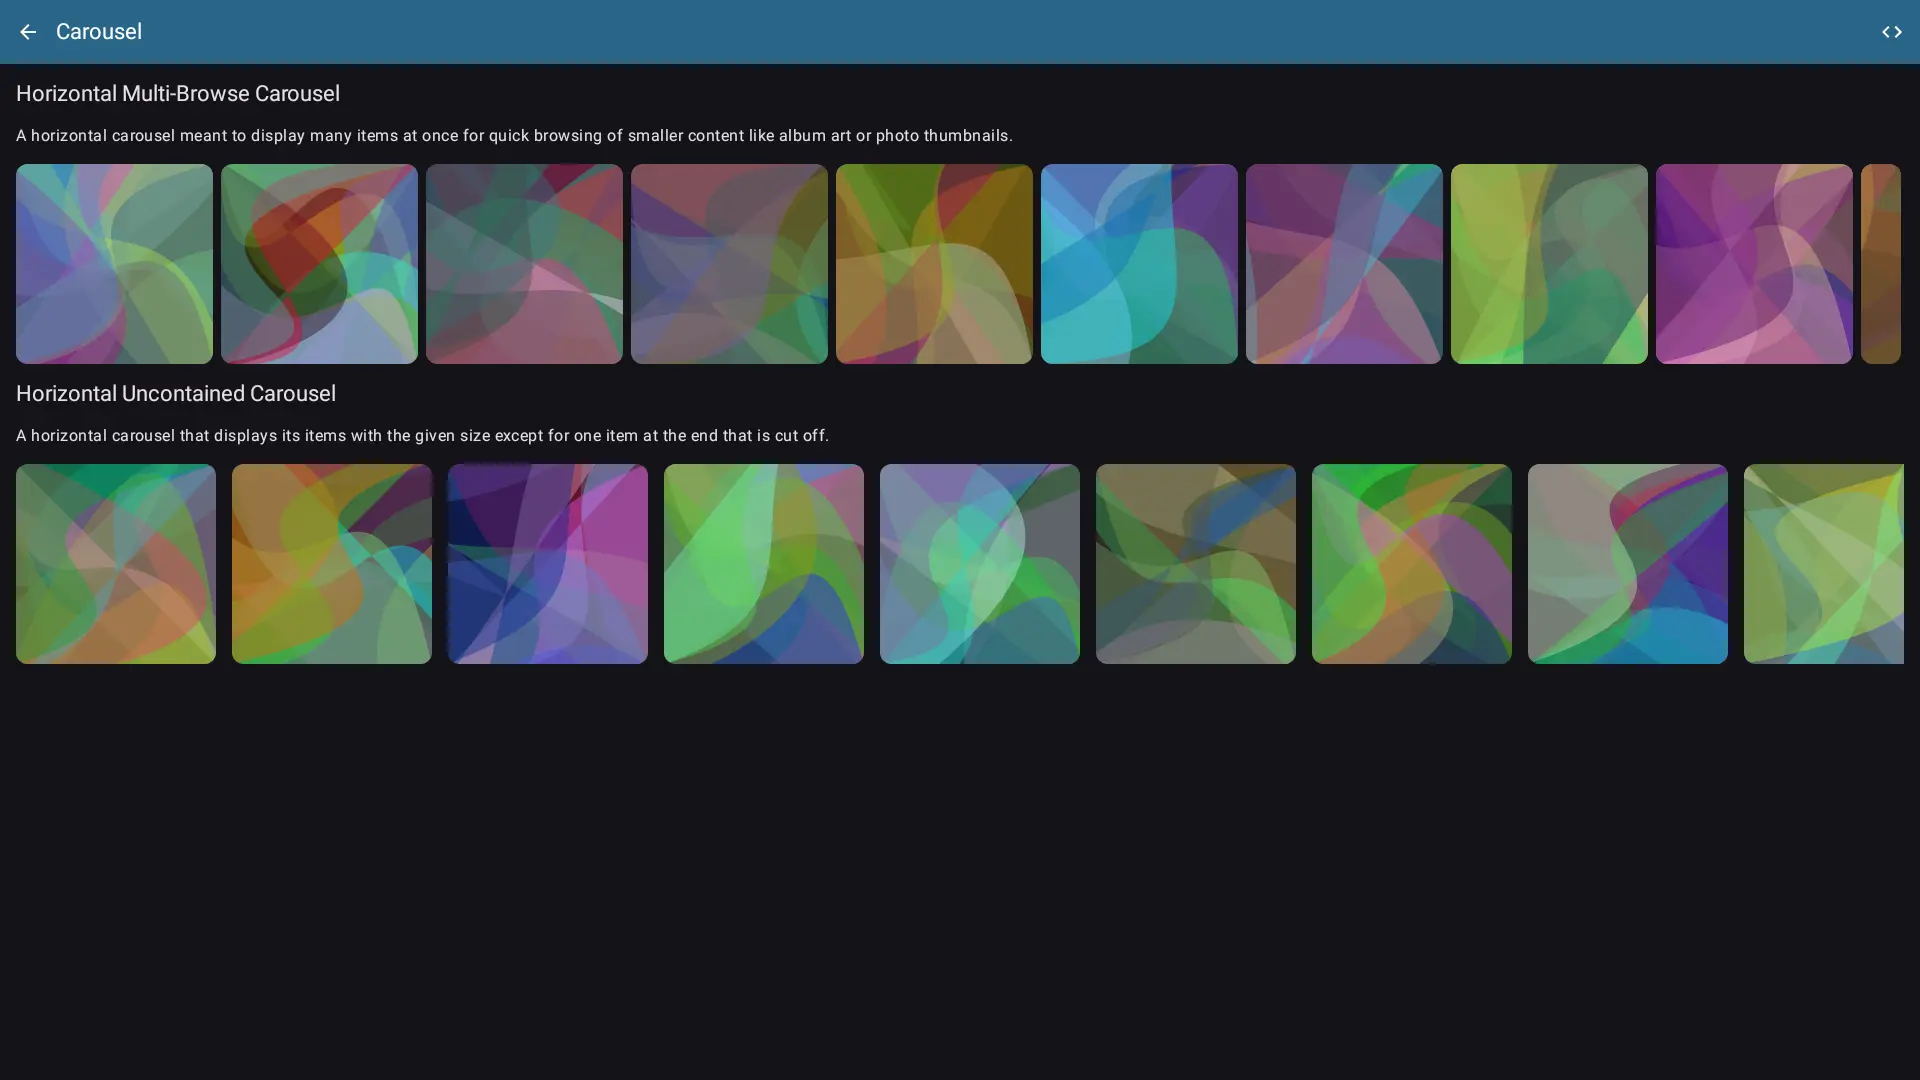 Carousel
Horizontal Multi-Browse Carousel
A horizontal carousel meant to display many items at once for quick browsing of smaller content like album art or photo thumbnails.
Horizontal Uncontained Carousel
A horizontal carousel that displays its items with the given size except for one item at the end that is cut off.